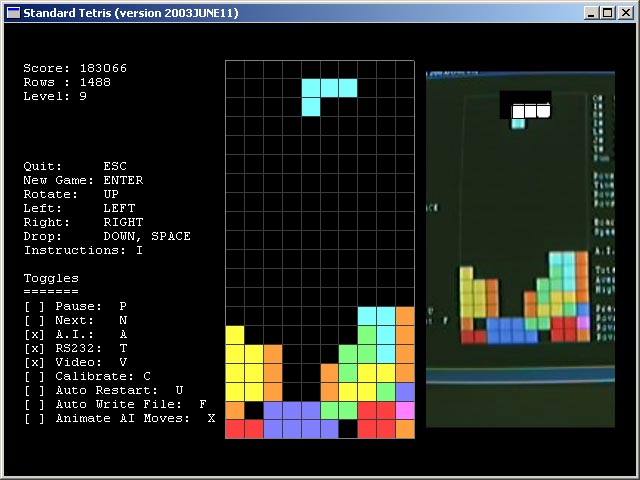 Standard Tetris (version 2003JUNE11)
Score: 183066
Rows : 1488
Level: 9
Quit: ESC
New Game: ENTER
Rotate: UP
Left: LEFT
Right: RIGHT
Drop: DOWN, SPACE
Instructions: I
Toggles
=======
[ ] Pause: P
[ ] Next: N
[x] A.I.: A
[x] RS232: T
[x] Video: V
[ ] Calibrate: C
[ ] Auto Restart: U
[ ] Auto Write File: F
[ ] Animate AI Moves: X